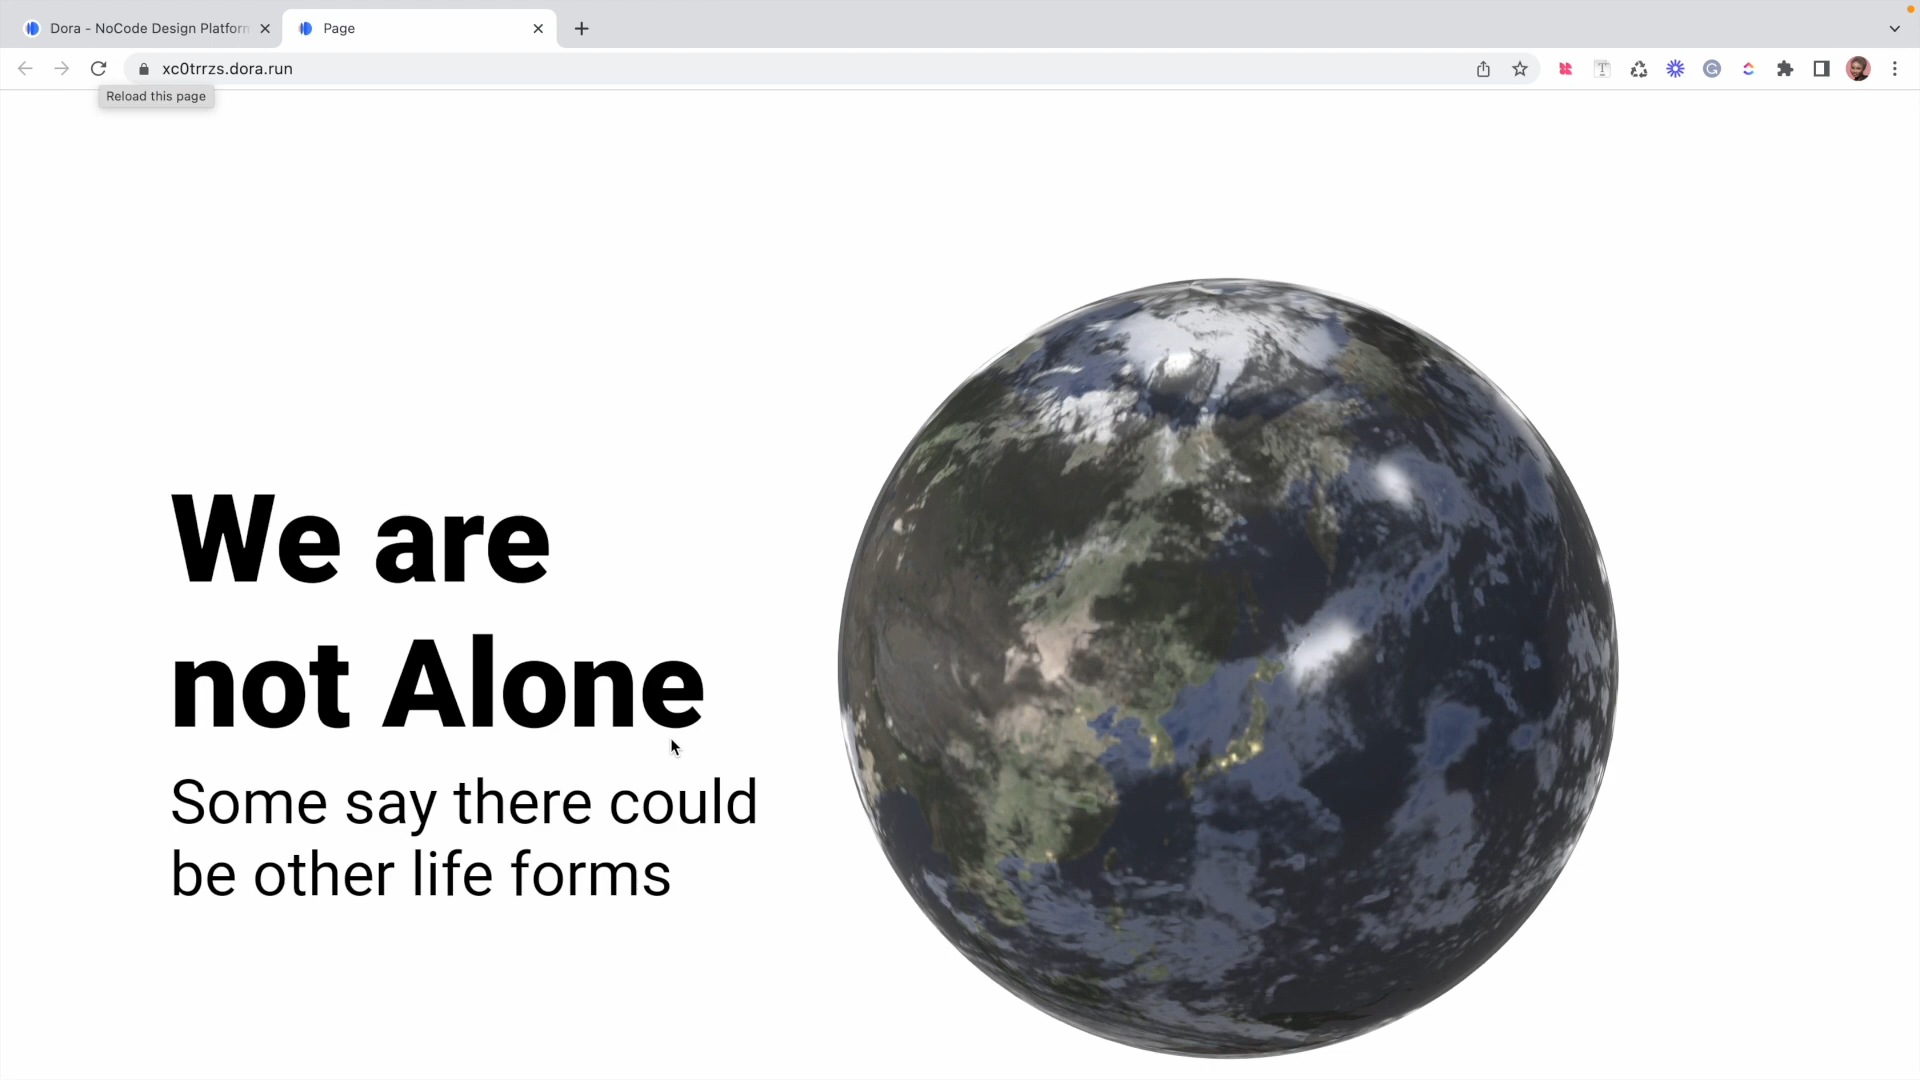 Dora - NoCode Design Platform
Page
xc0trrzs.dora.run
Reload this page
We are
not Alone
Some say there could
be other life forms